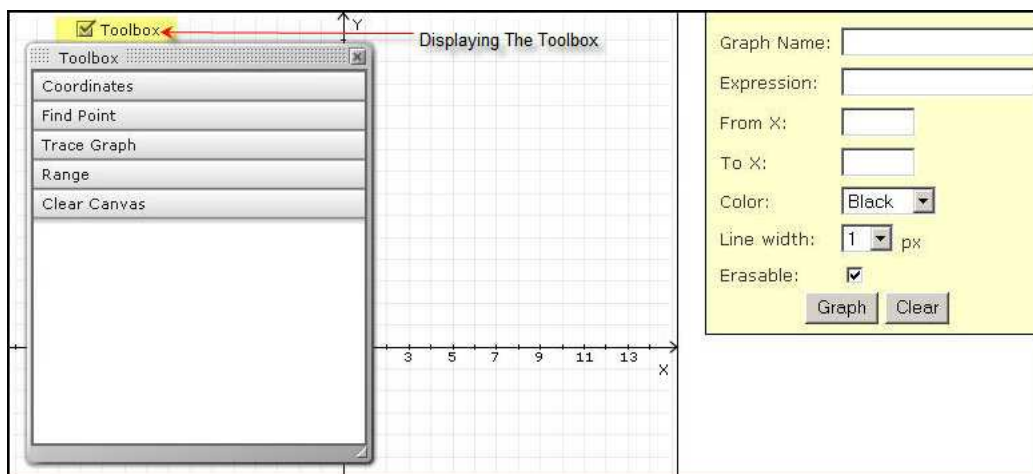 Toolbox
Y
Displaying The Toolbox
Toolbox
Coordinates
Find Point
Trace Graph
Range
Clear Canvas
3 5 7 9 11 13
X
Graph Name:
Expression:
From X:
To X:
Color: Black
Line width: 1 px
Erasable:
Graph Clear